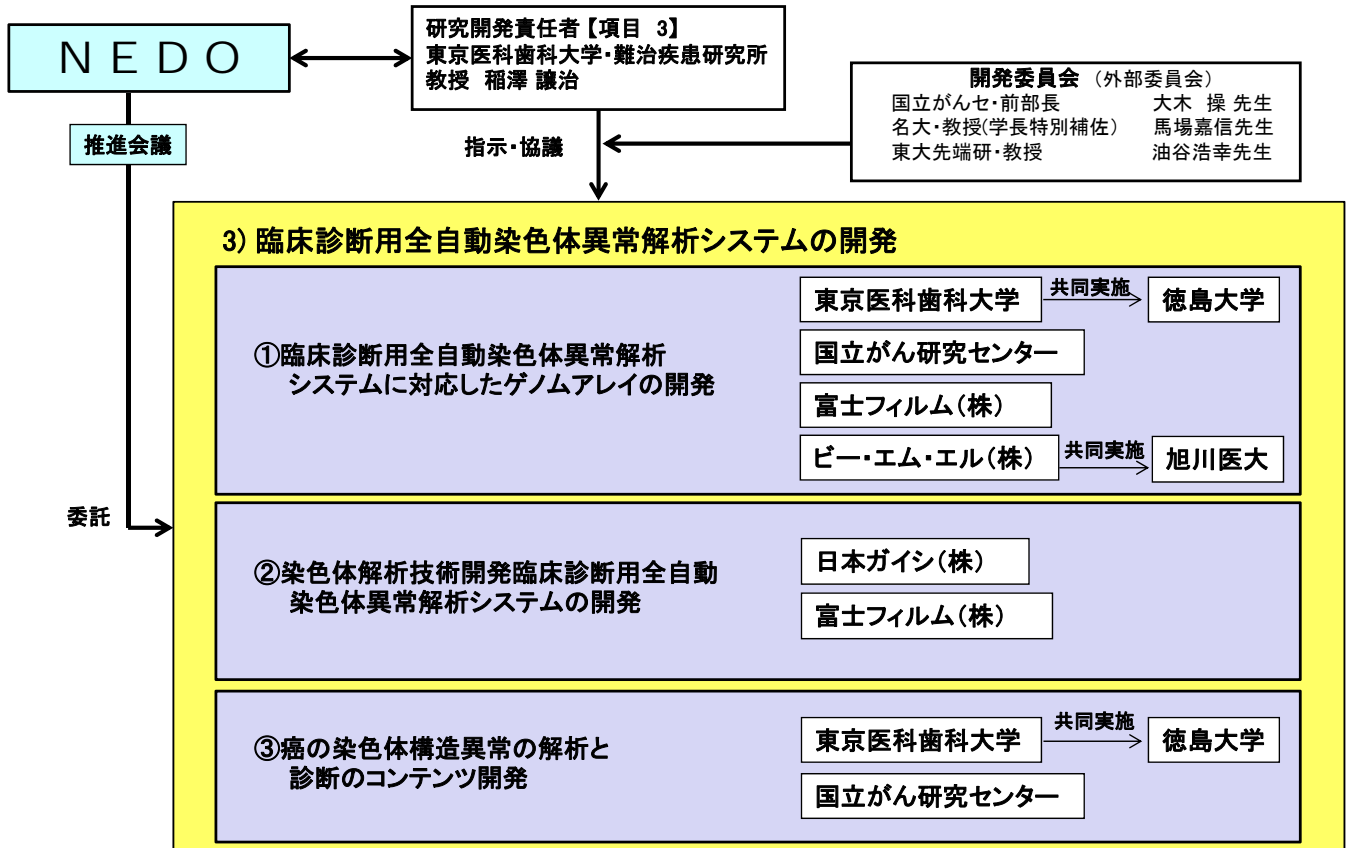 ＮＥＤＯ
研究開発責任者【項目 3】
東京医科歯科大学・難治疾患研究所
教授 稲澤 譲治
開発委員会（外部委員会）
国立がんセ・前部長 大木 操 先生
名大・教授(学長特別補佐） 馬場嘉信先生
東大先端研・教授 油谷浩幸先生
推進会議
指示・協議
3) 臨床診断用全自動染色体異常解析システムの開発
①臨床診断用全自動染色体異常解析
システムに対応したゲノムアレイの開発
東京医科歯科大学 共同実施 徳島大学
国立がん研究センター
富士フィルム（株）
ビー・エム・エル（株） 共同実施 旭川医大
委託
②染色体解析技術開発臨床診断用全自動
染色体異常解析システムの開発
日本ガイシ（株）
富士フィルム（株）
③癌の染色体構造異常の解析と
診断のコンテンツ開発
東京医科歯科大学 共同実施 徳島大学
国立がん研究センター